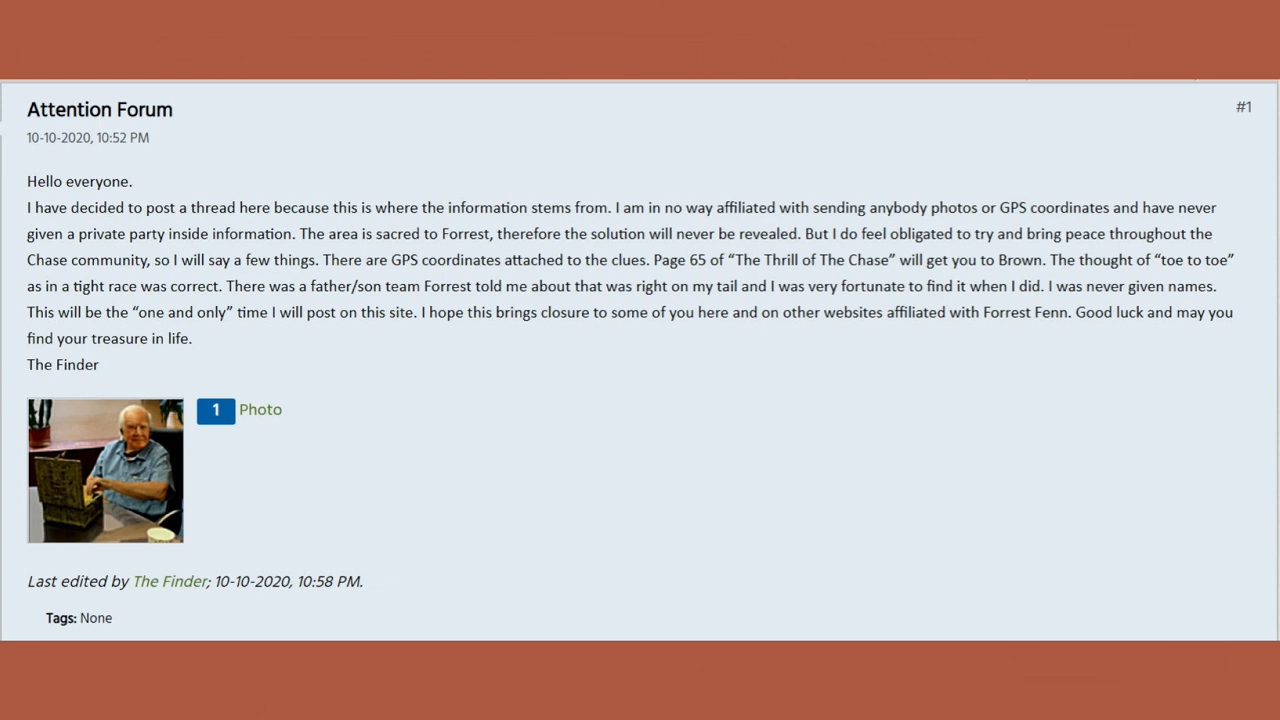 Attention Forum
#1
10-10-2020, 10:52 PM
Hello everyone.
I have decided to post a thread here because this is where the information stems from. I am in no way affiliated with sending anybody photos or GPS coordinates and have never
given a private party inside information. The area is sacred to Forrest, therefore the solution will never be revealed. But I do feel obligated to try and bring peace throughout the
Chase community, so I will say a few things. There are GPS coordinates attached to the clues. Page 65 of “The Thrill of The Chase” will get you to Brown. The thought of “toe to toe”
as in a tight race was correct. There was a father/son team Forrest told me about that was right on my tail and I was very fortunate to find it when I did. I was never given names.
This will be the “one and only” time I will post on this site. I hope this brings closure to some of you here and on other websites affiliated with Forrest Fenn. Good luck and may you
find your treasure in life.
The Finder
1 Photo
Last edited by The Finder; 10-10-2020, 10:58 PM.
Tags: None